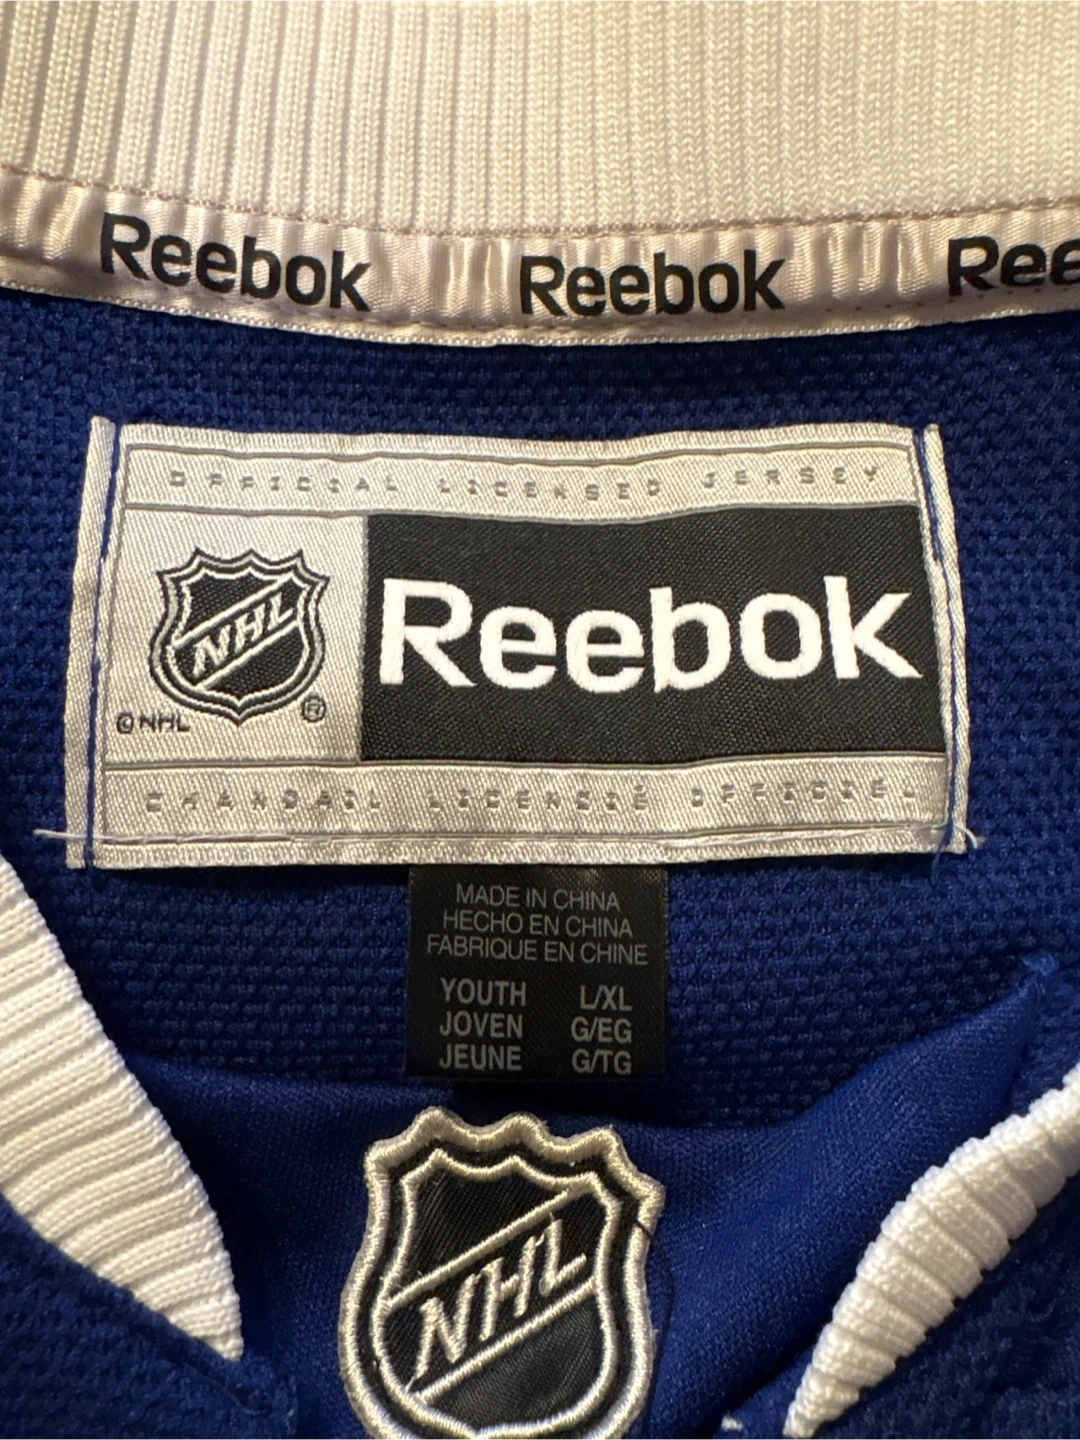 Reebok Reebok Ree
OFFICIAL LICENSED JERSEY
NHL
Reebok
®
©NHL
CHANDAIL LICENCIÉ OFFICIEL
MADE IN CHINA
HECHO EN CHINA
FABRIQUE EN CHINE
YOUTH L/XL
JOVEN G/EG
JEUNE G/TG
NHL